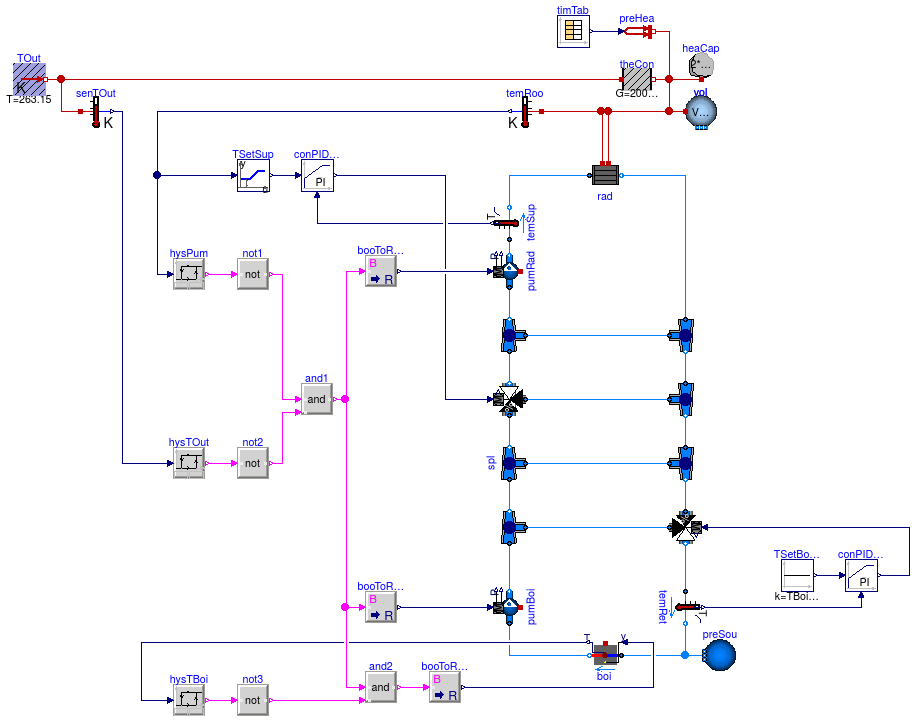 timTab
preHea
TOut
K
T=263.15
theCon
G=200...
heaCap
2*...
vol
V...
senTOut
K
temRoo
K
TSetSup
y
u
conPID...
PI
rad
T
temSup
hysPum
not1
not
booToR...
B
R
pumRad
and1
and
hysTOut
not2
not
spl
TSetBo...
k=TBoi...
conPID...
PI
booToR...
B
R
pumBoi
temRet
T
preSou
T
y
boi
hysTBoi
not3
not
and2
and
booToR...
B
R